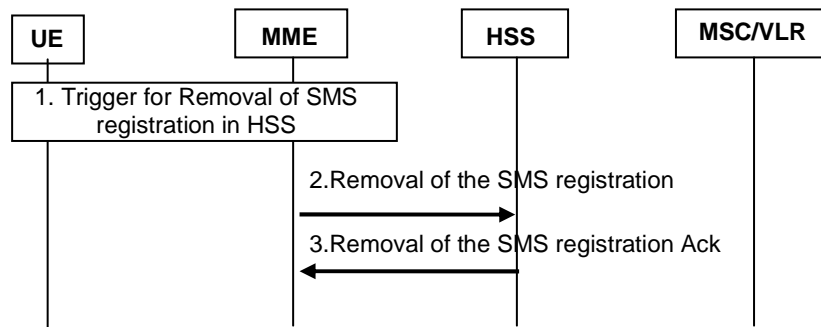 UE
MME
HSS
MSC/VLR
1. Trigger for Removal of SMS
registration in HSS
2.Removal of the SMS registration
3.Removal of the SMS registration Ack